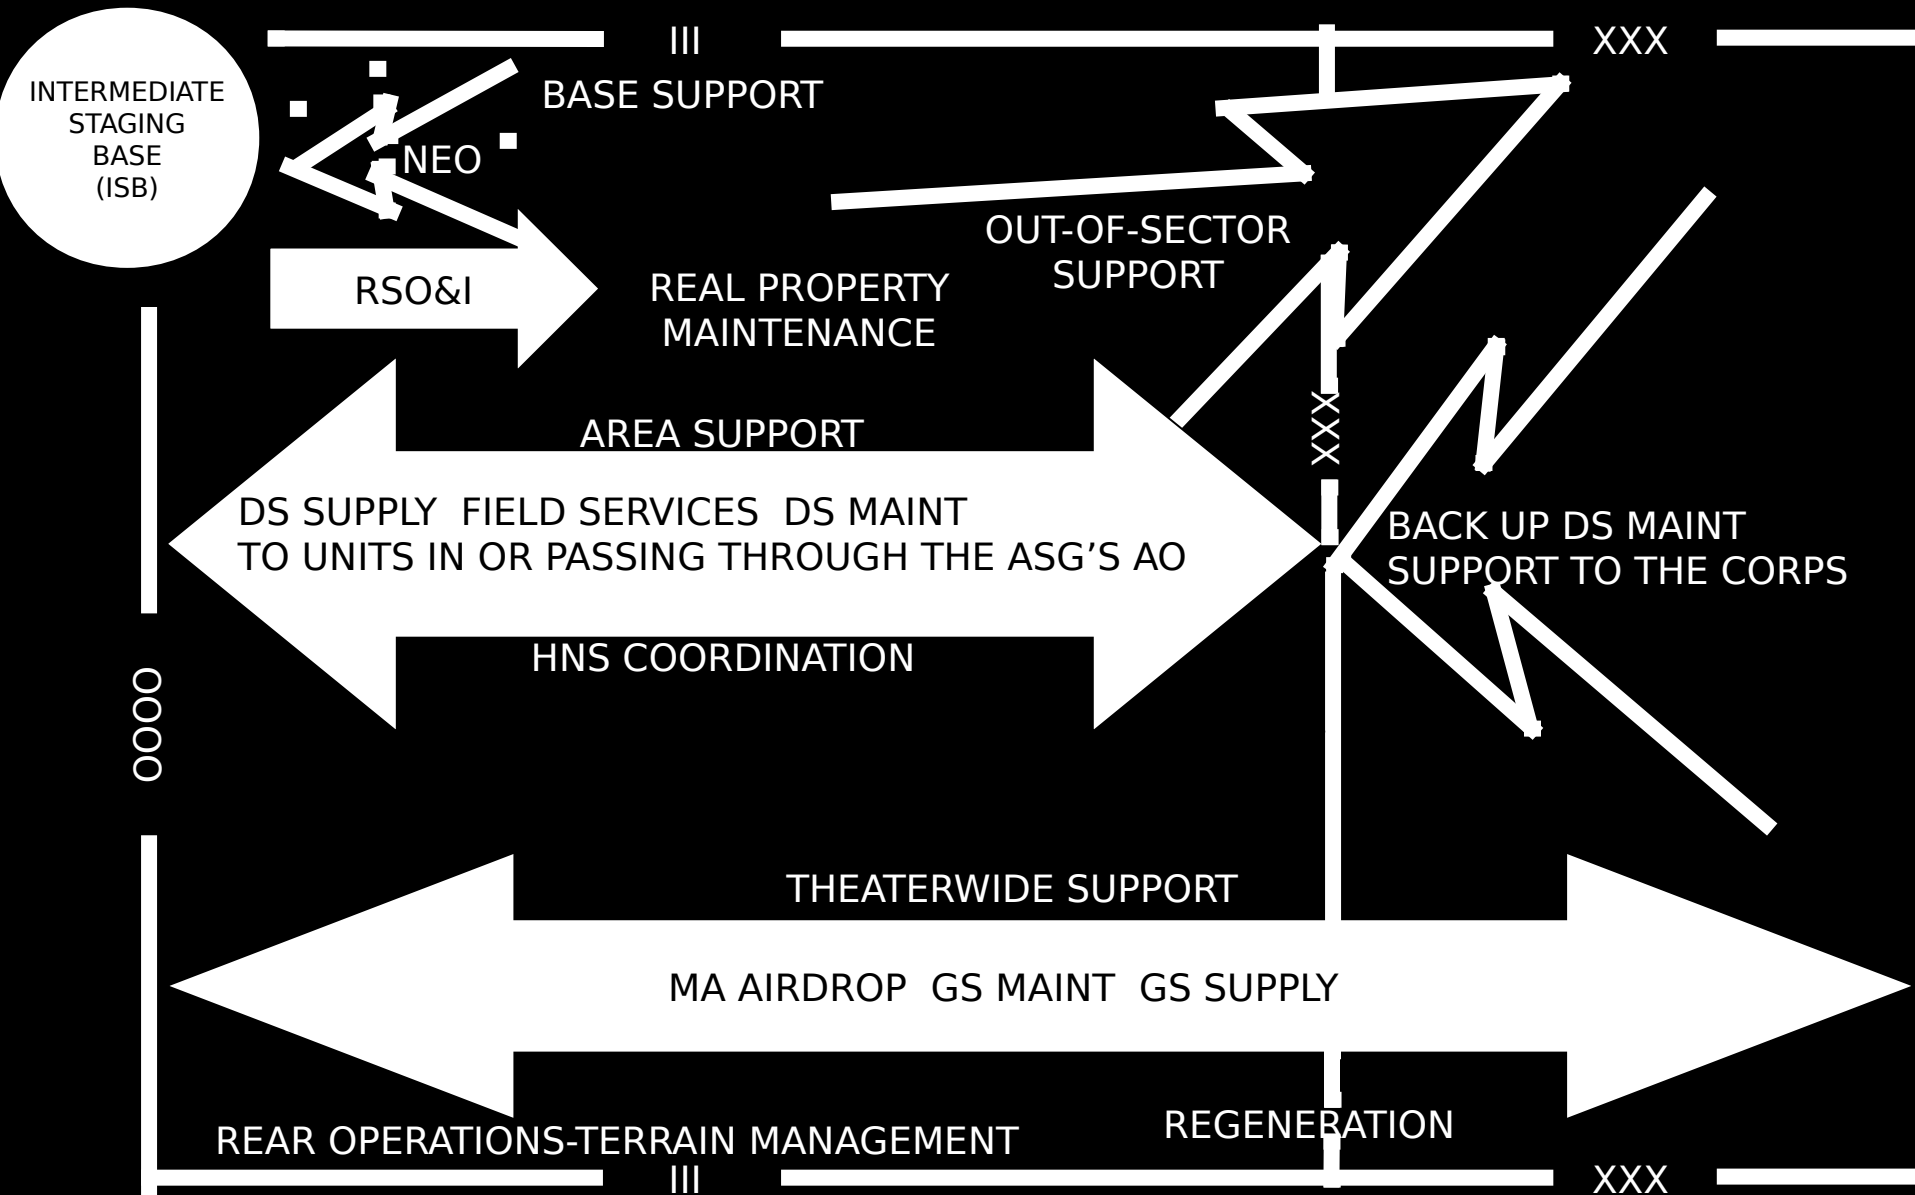 III
XXX
INTERMEDIATE
STAGING
BASE
(ISB)
BASE SUPPORT
NEO
OUT-OF-SECTOR
SUPPORT
RSO&I
REAL PROPERTY
MAINTENANCE
XXX
AREA SUPPORT
DS SUPPLY  FIELD SERVICES  DS MAINT
TO UNITS IN OR PASSING THROUGH THE ASG’S AO
BACK UP DS MAINT
SUPPORT TO THE CORPS
HNS COORDINATION
OOOO
THEATERWIDE SUPPORT
MA AIRDROP  GS MAINT  GS SUPPLY
REGENERATION
REAR OPERATIONS-TERRAIN MANAGEMENT
III
XXX